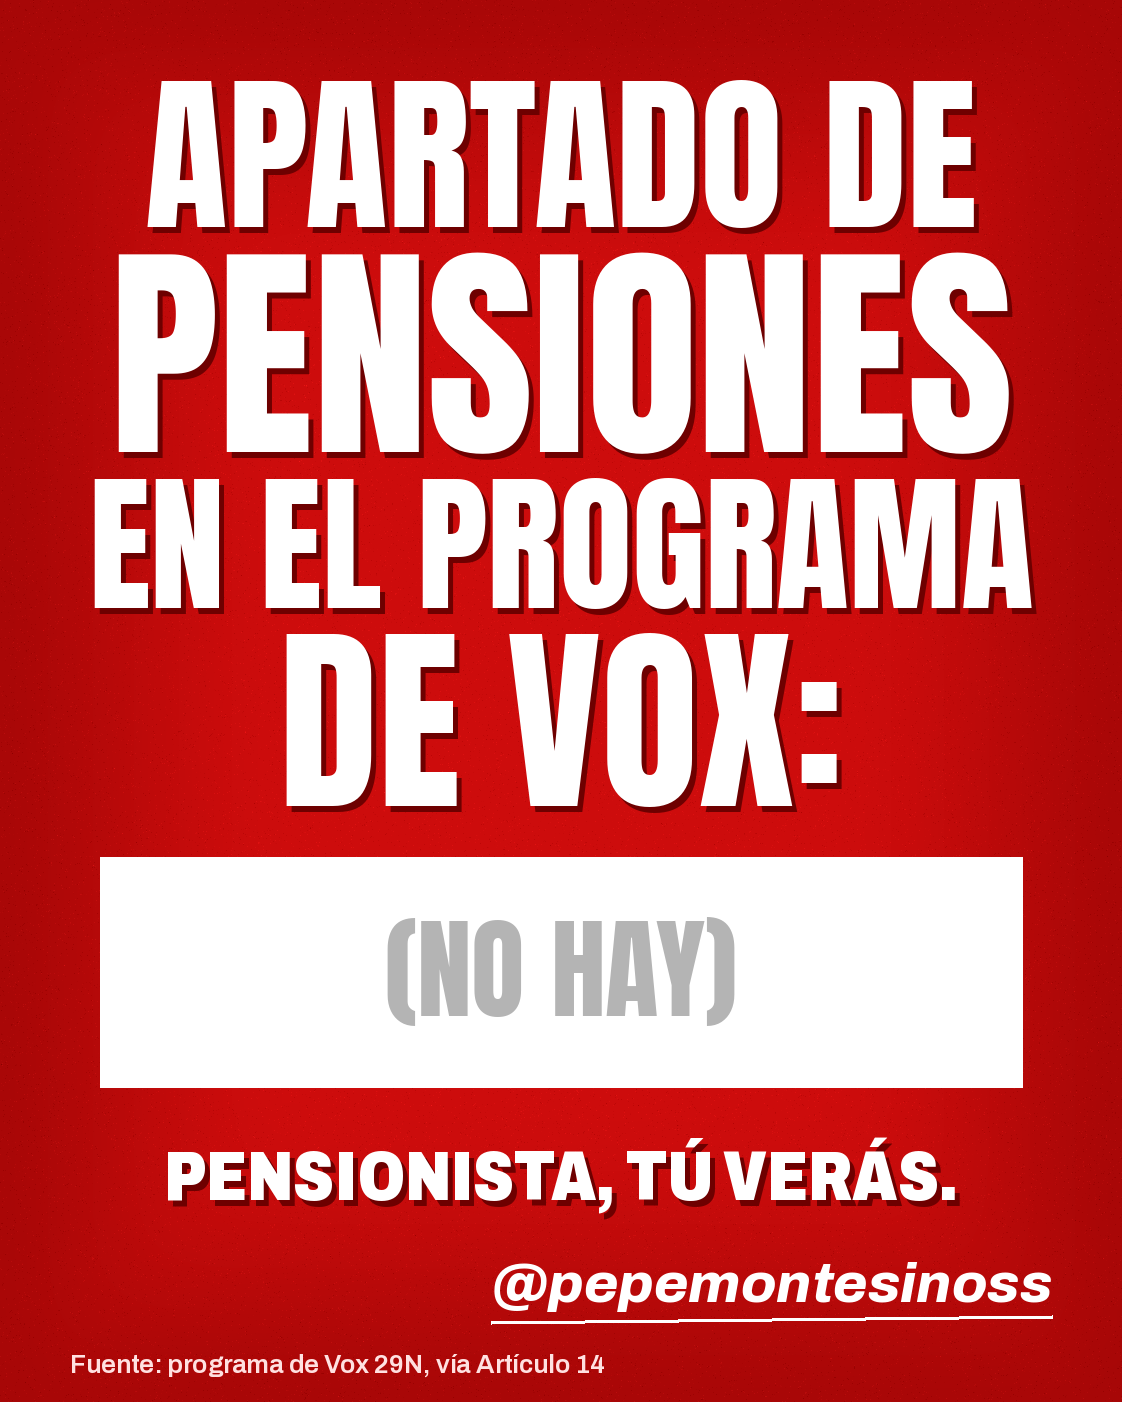 APARTADO DE
PENSIONES
EN EL PROGRAMA
DE VOX:
(NO HAY)
PENSIONISTA, TÚ VERÁS.
@pepemontesinoss
Fuente: programa de Vox 29N, vía Artículo 14